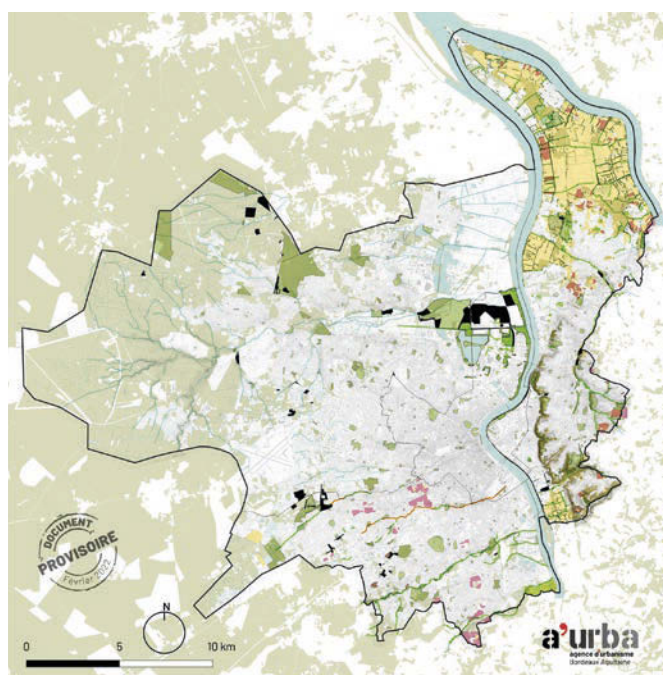 DOCUMENT
PROVISOIRE
Février 2022
N
0 5 10 km
a'urba
agence d'urbanisme
Bordeaux Aquitaine